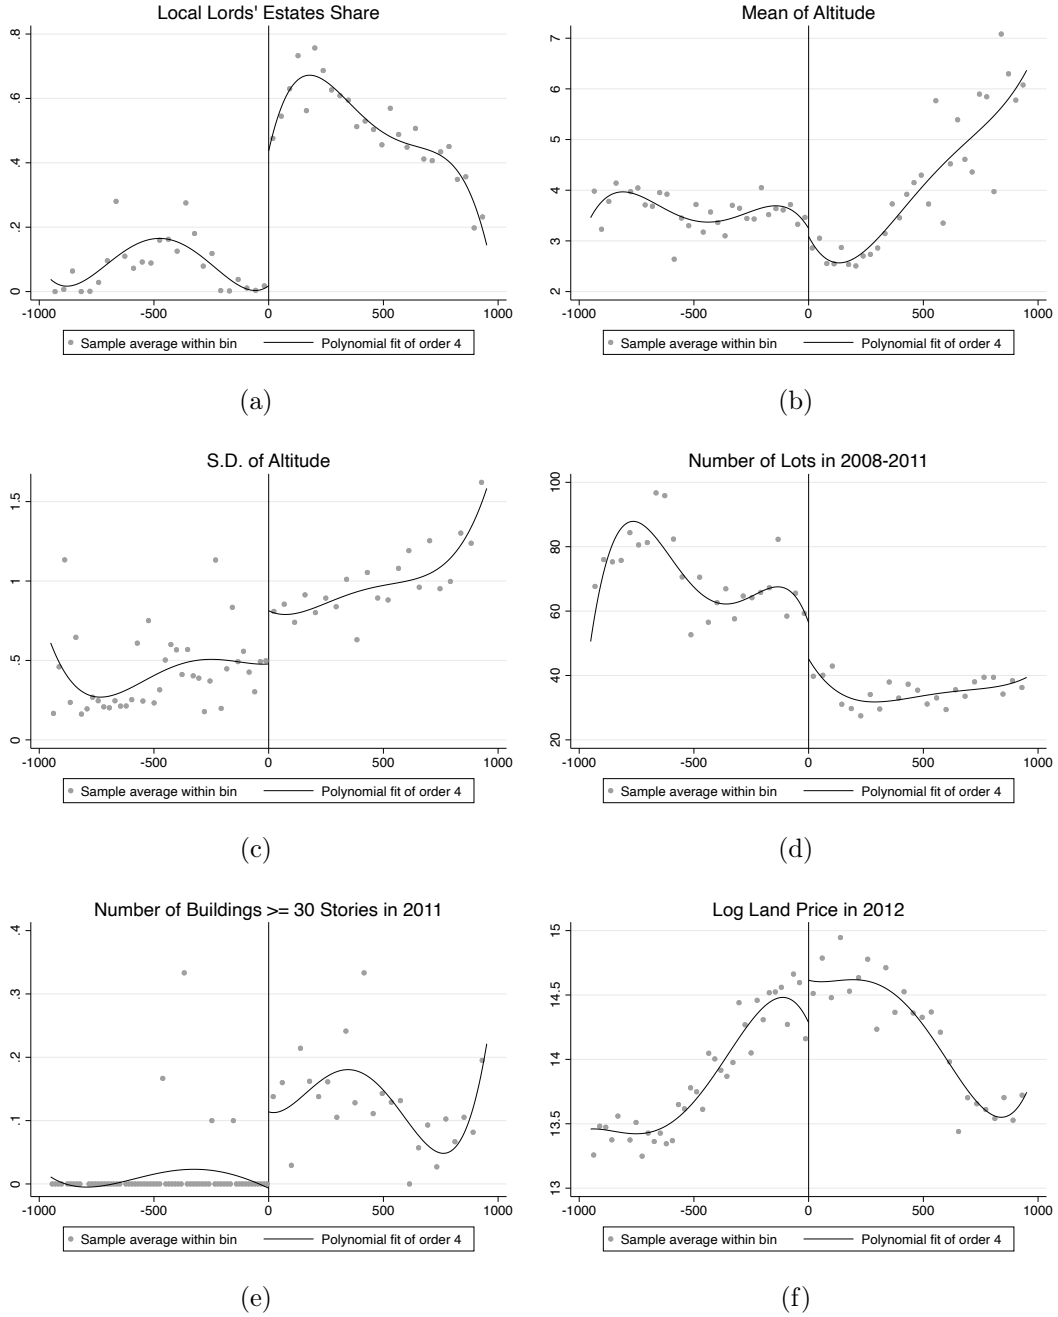 Local Lords' Estates Share
.8
.6
.4
.2
0
-1000 -500 0 500 1000
Sample average within bin Polynomial fit of order 4
(a)
Mean of Altitude
7
6
5
4
3
2
-1000 -500 0 500 1000
Sample average within bin Polynomial fit of order 4
(b)
S.D. of Altitude
1.5
1
.5
0
-1000 -500 0 500 1000
Sample average within bin Polynomial fit of order 4
(c)
Number of Lots in 2008-2011
100
80
60
40
20
-1000 -500 0 500 1000
Sample average within bin Polynomial fit of order 4
(d)
Number of Buildings >= 30 Stories in 2011
.4
.3
.2
.1
0
-1000 -500 0 500 1000
Sample average within bin Polynomial fit of order 4
(e)
Log Land Price in 2012
15
14.5
14
13.5
13
-1000 -500 0 500 1000
Sample average within bin Polynomial fit of order 4
(f)